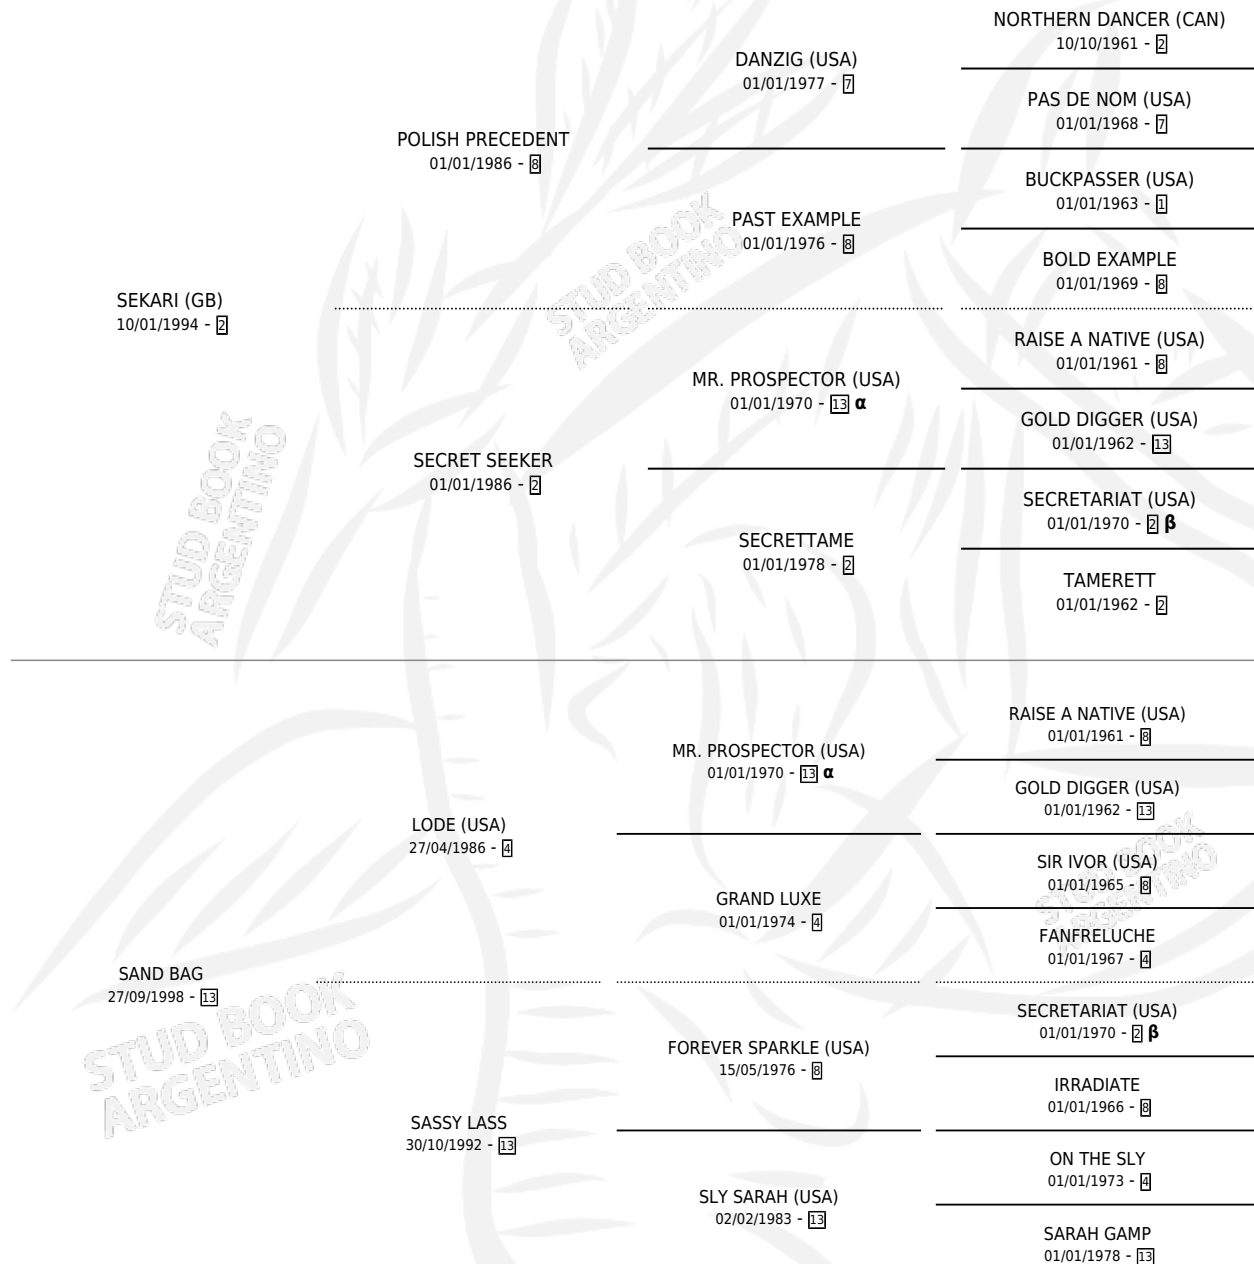 NORTHERN DANCER (CAN)
10/10/1961 - 2
DANZIG (USA)
01/01/1977 - 7
PAS DE NOM (USA)
01/01/1968 - 7
POLISH PRECEDENT
01/01/1986 - 8
BUCKPASSER (USA)
01/01/1963 - 1
PAST EXAMPLE
01/01/1976 - 8
BOLD EXAMPLE
01/01/1969 - 8
SEKARI (GB)
10/01/1994 - 2
RAISE A NATIVE (USA)
01/01/1961 - 8
MR. PROSPECTOR (USA)
01/01/1970 - 13 α
GOLD DIGGER (USA)
01/01/1962 - 13
SECRET SEEKER
01/01/1986 - 2
SECRETARIAT (USA)
01/01/1970 - 2 β
SECRETTAME
01/01/1978 - 2
TAMERETT
01/01/1962 - 2
RAISE A NATIVE (USA)
01/01/1961 - 8
MR. PROSPECTOR (USA)
01/01/1970 - 13 α
GOLD DIGGER (USA)
01/01/1962 - 13
LODE (USA)
27/04/1986 - 4
SIR IVOR (USA)
01/01/1965 - 8
GRAND LUXE
01/01/1974 - 4
FANFRELUCHE
01/01/1967 - 4
SAND BAG
27/09/1998 - 13
SECRETARIAT (USA)
01/01/1970 - 2 β
FOREVER SPARKLE (USA)
15/05/1976 - 8
IRRADIATE
01/01/1966 - 8
SASSY LASS
30/10/1992 - 13
ON THE SLY
01/01/1973 - 4
SLY SARAH (USA)
02/02/1983 - 13
SARAH GAMP
01/01/1978 - 13
STUD BOOK
ARGENTINO
STUD BOOK
ARGENTINO
STUD BOOK
ARGENTINO
STUD BOOK
ARGENTINO